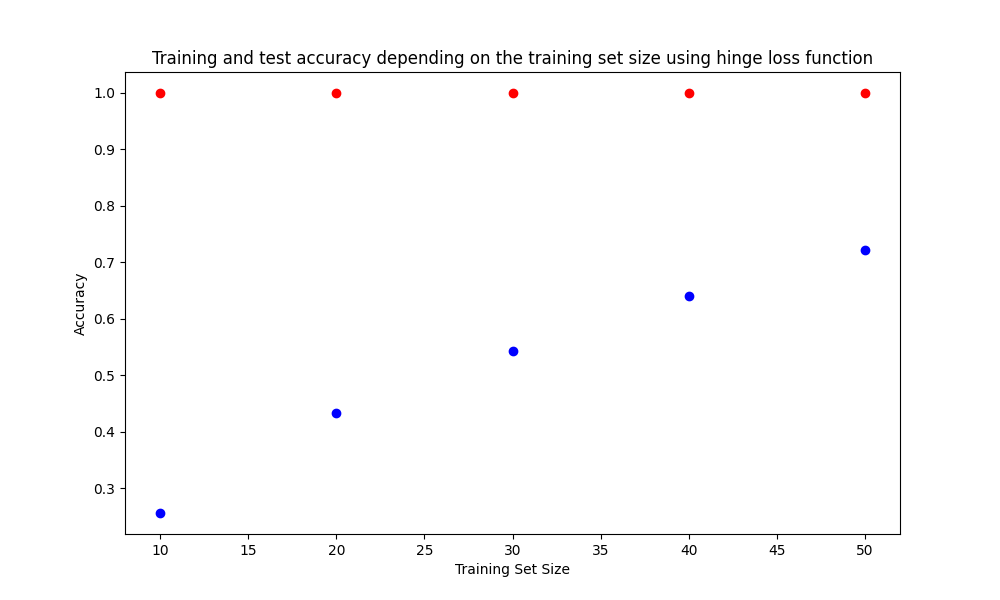 Training and test accuracy depending on the training set size using hinge loss function
1.0
0.9
0.8
0.7
0.6
0.5
0.4
0.3
Accuracy
10 15 20 25 30 35 40 45 50
Training Set Size